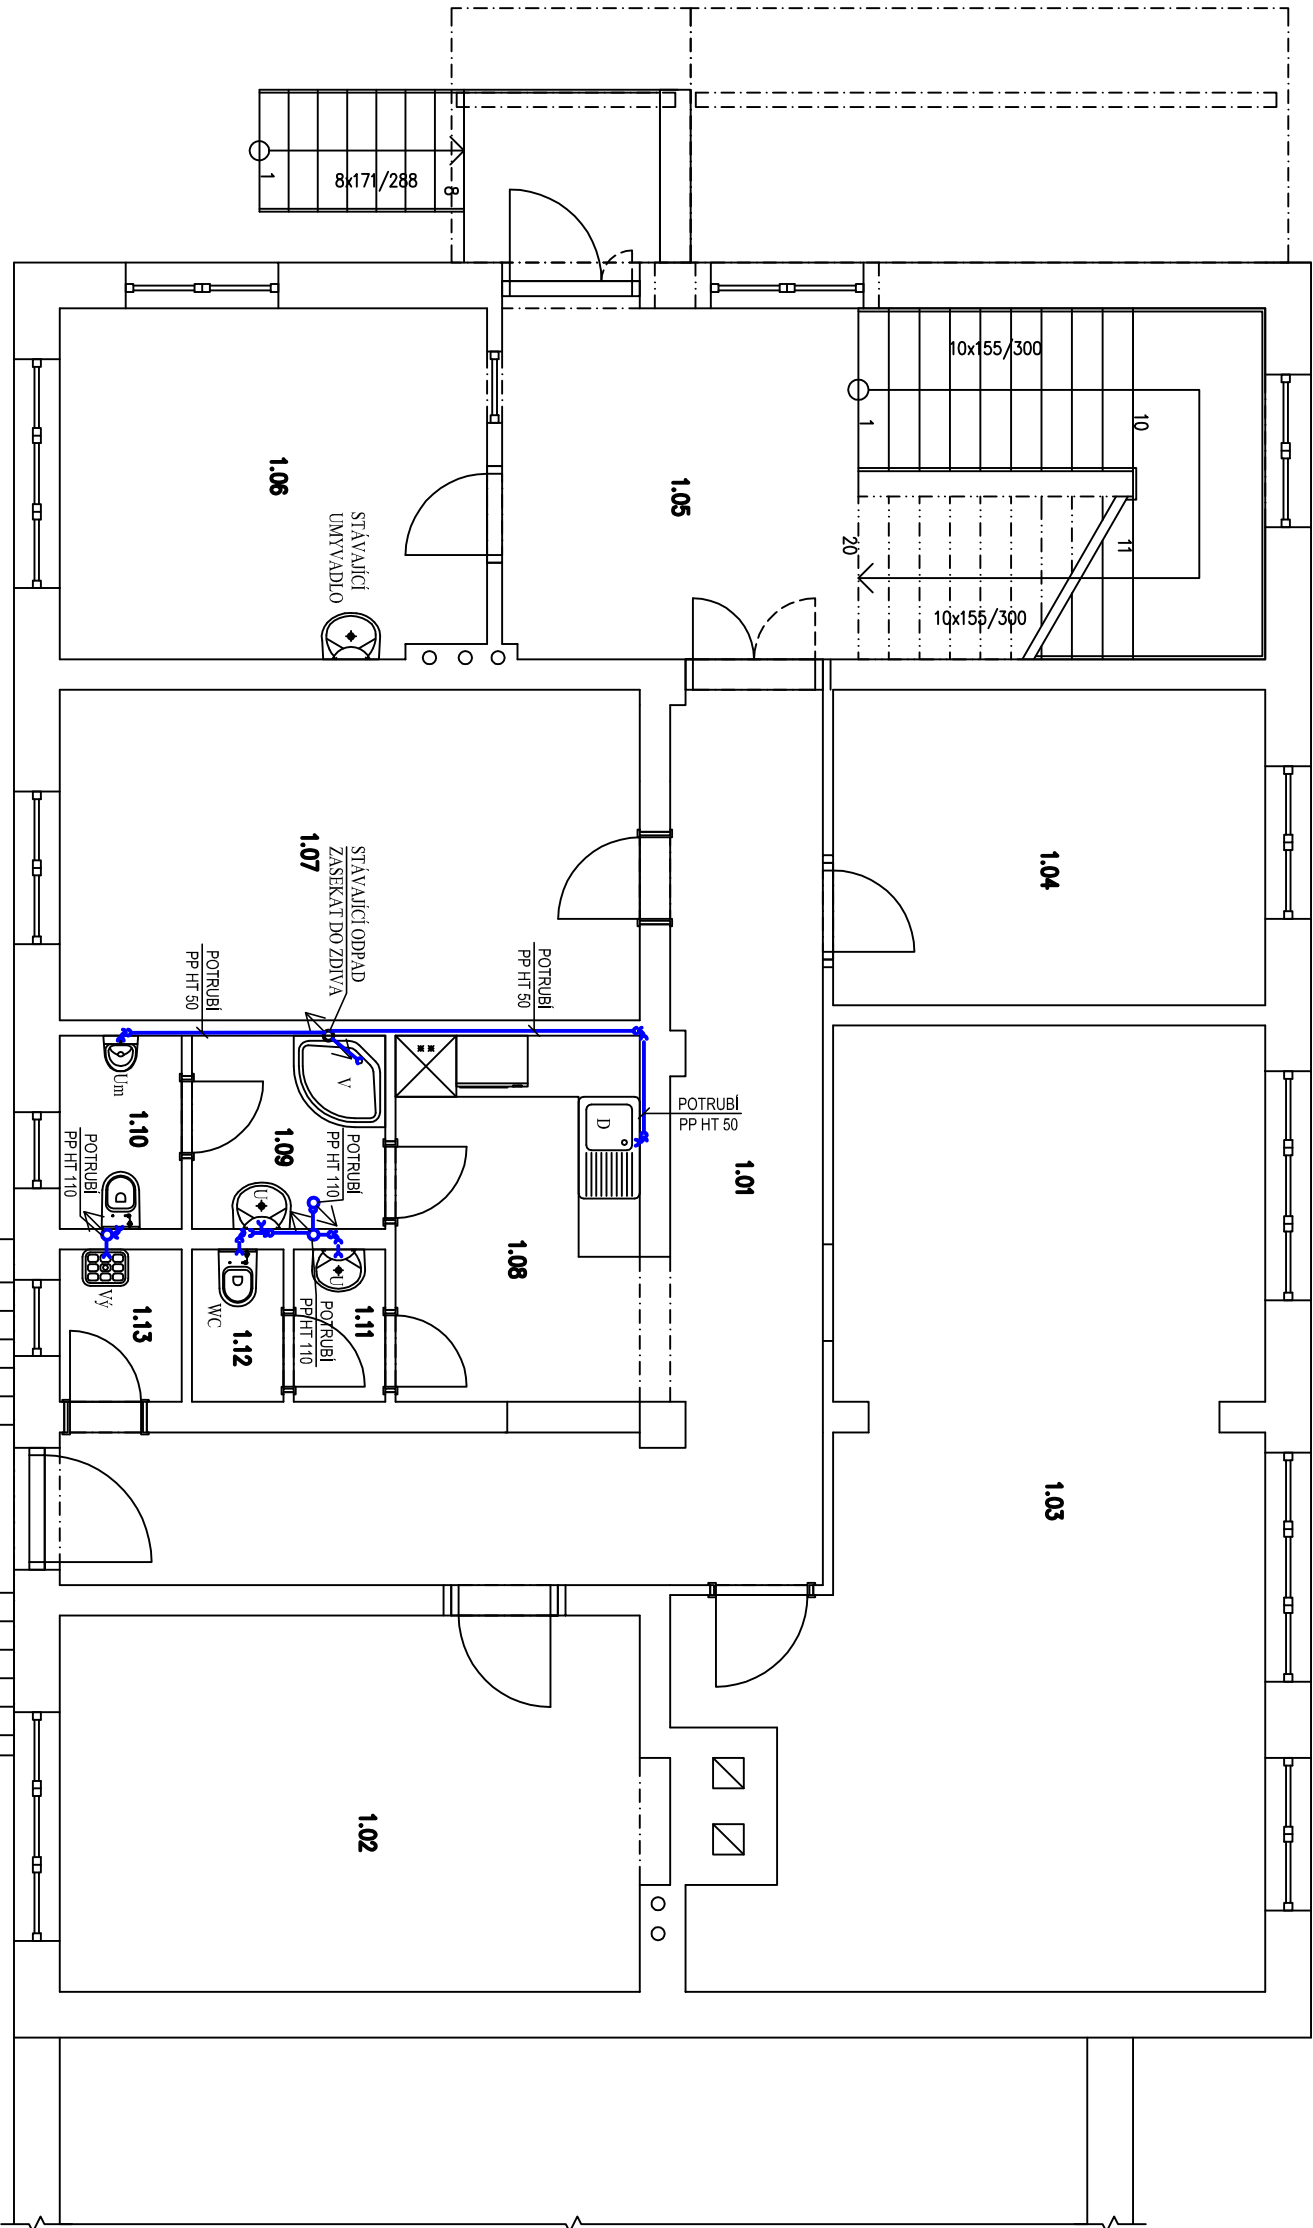 8x171/288
1
8
10x155/300
1
10
11
20
10x155/300
1.06
STÁVAJÍCÍ
UMYVADLO
1.05
1.04
1.07
STÁVAJÍCÍ ODPAD
ZASEKAT DO ZDIVA
POTRUBÍ
PP HT 50
POTRUBÍ
PP HT 50
POTRUBÍ
PP HT 50
V
D
Um
1.10
1.09
POTRUBÍ
PP HT 110
POTRUBÍ
PP HT 110
D
U
1.01
1.08
D
WC
U
1.11
POTRUBÍ
PP HT 110
1.12
Vý
1.13
1.03
1.02